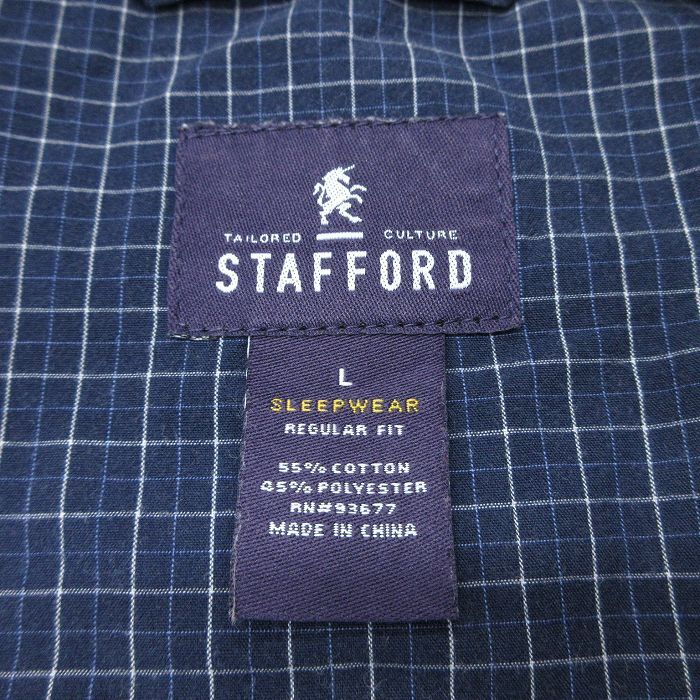 TAILORED CULTURE
STAFFORD
L
SLEEPWEAR
REGULAR FIT
55% COTTON
45% POLYESTER
RN#93677
MADE IN CHINA